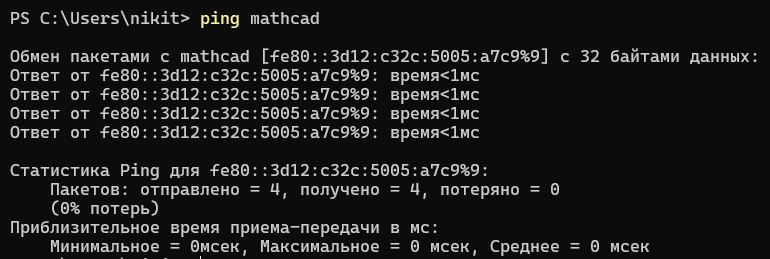 PS C:\Users\nikit> ping mathcad
Обмен пакетами с mathcad [fe80::3d12:c32c:5005:a7c9%9] с 32 байтами данных:
Ответ от fe80::3d12:c32c:5005:a7c9%9: время<1мс
Ответ от fe80::3d12:c32c:5005:a7c9%9: время<1мс
Ответ от fe80::3d12:c32c:5005:a7c9%9: время<1мс
Ответ от fe80::3d12:c32c:5005:a7c9%9: время<1мс
Статистика Ping для fe80::3d12:c32c:5005:a7c9%9:
Пакетов: отправлено = 4, получено = 4, потеряно = 0
(0% потерь)
Приблизительное время приема-передачи в мс:
Минимальное = 0мсек, Максимальное = 0 мсек, Среднее = 0 мсек